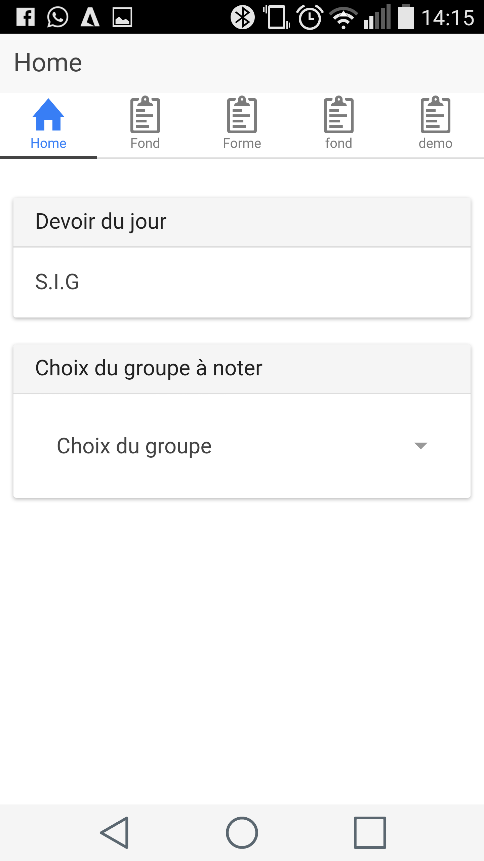 14:15
Home
Home
Fond
Forme
fond
demo
Devoir du jour
S.I.G
Choix du groupe à noter
Choix du groupe